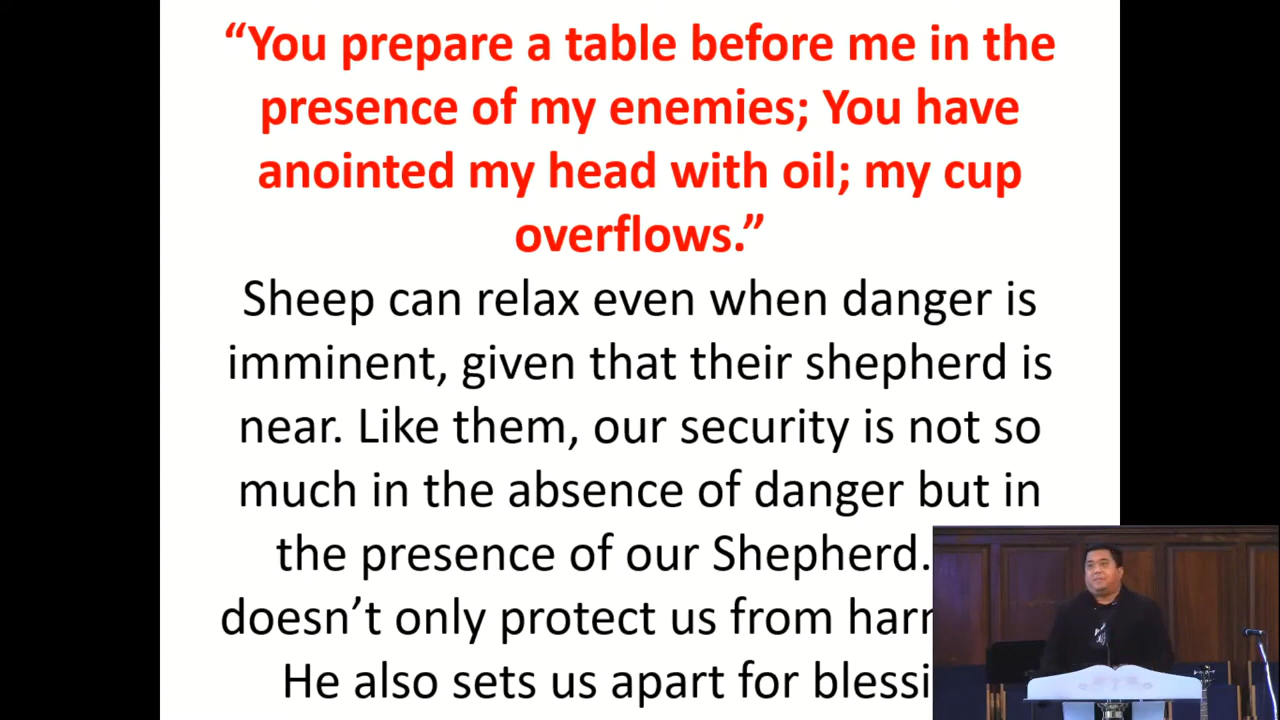 “You prepare a table before me in the
presence of my enemies; You have
anointed my head with oil; my cup
overflows.”
Sheep can relax even when danger is
imminent, given that their shepherd is
near. Like them, our security is not so
much in the absence of danger but in
the presence of our Shepherd.
doesn’t only protect us from
He also sets us apart for